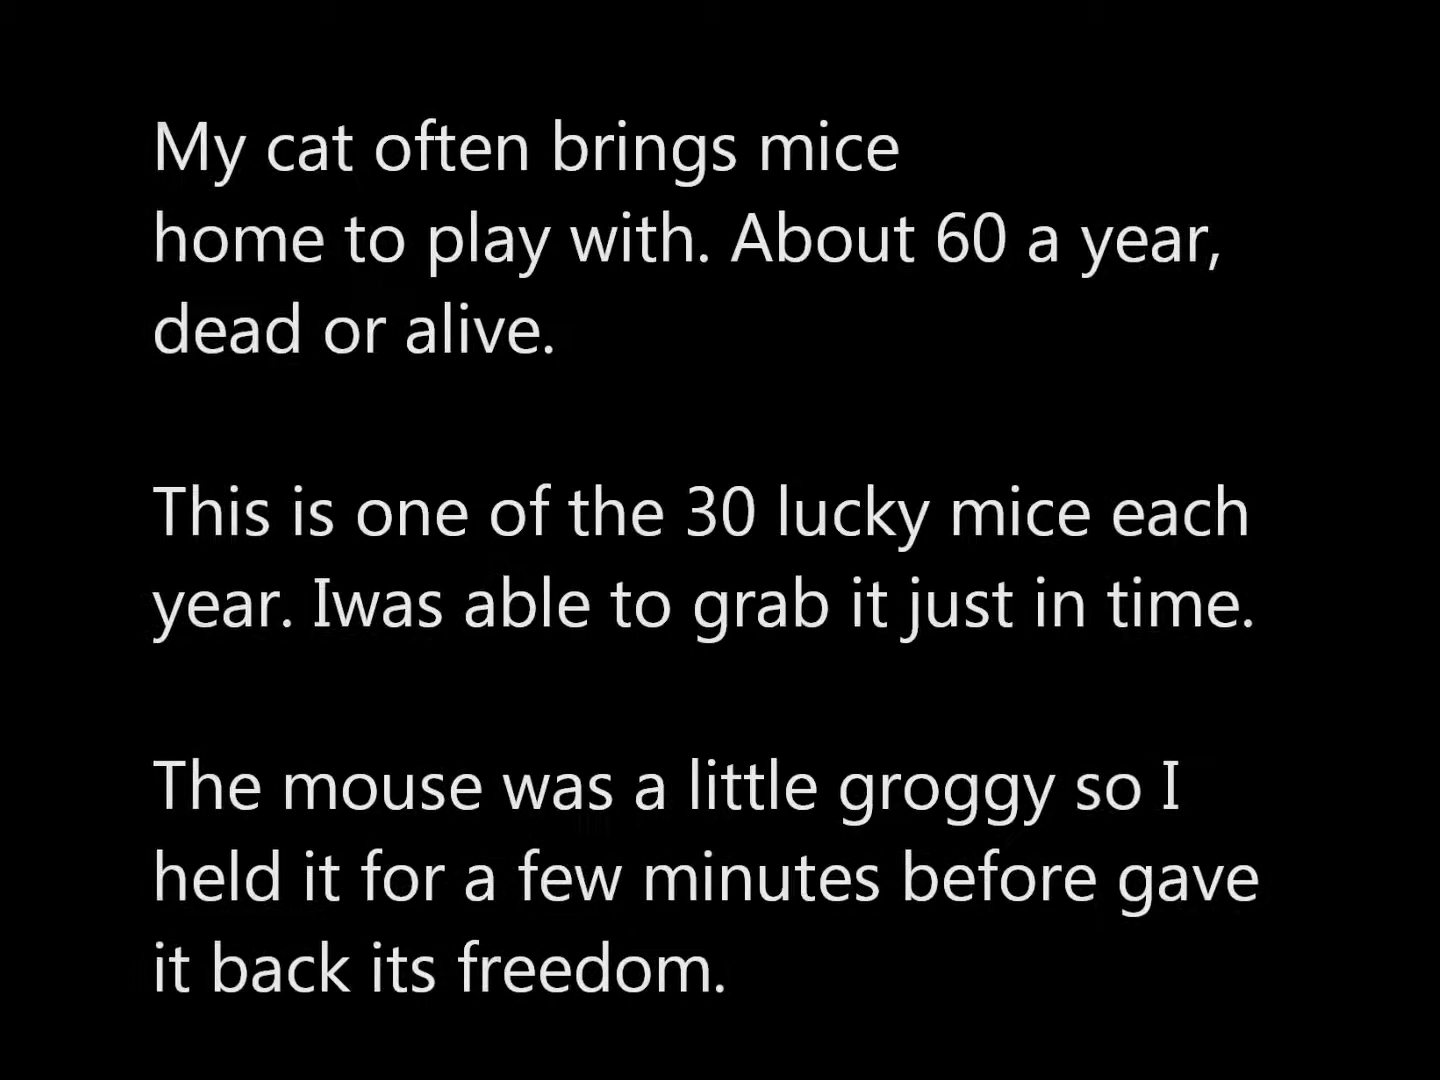 My cat often brings mice
home to play with. About 60 a year,
dead or alive.
This is one of the 30 lucky mice each
year. Iwas able to grab it just in time.
The mouse was a little groggy so I
held it for a few minutes before gave
it back its freedom.